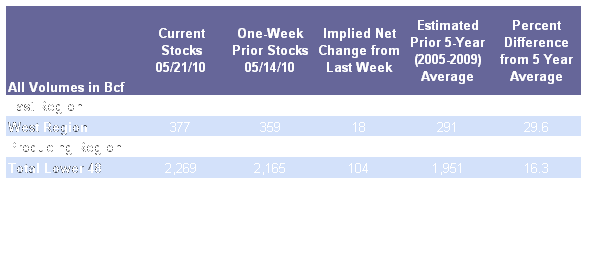 All Volumes in Bcf
Current
Stocks
05/21/10
One-Week
Prior Stocks
05/14/10
Implied Net
Change from
Last Week
Estimated
Prior 5-Year
(2005-2009)
Average
Percent
Difference
from 5 Year
Average
East Region
West Region 377 359 18 291 29.6
Producing Region
Total Lower 48 2,269 2,165 104 1,951 16.3